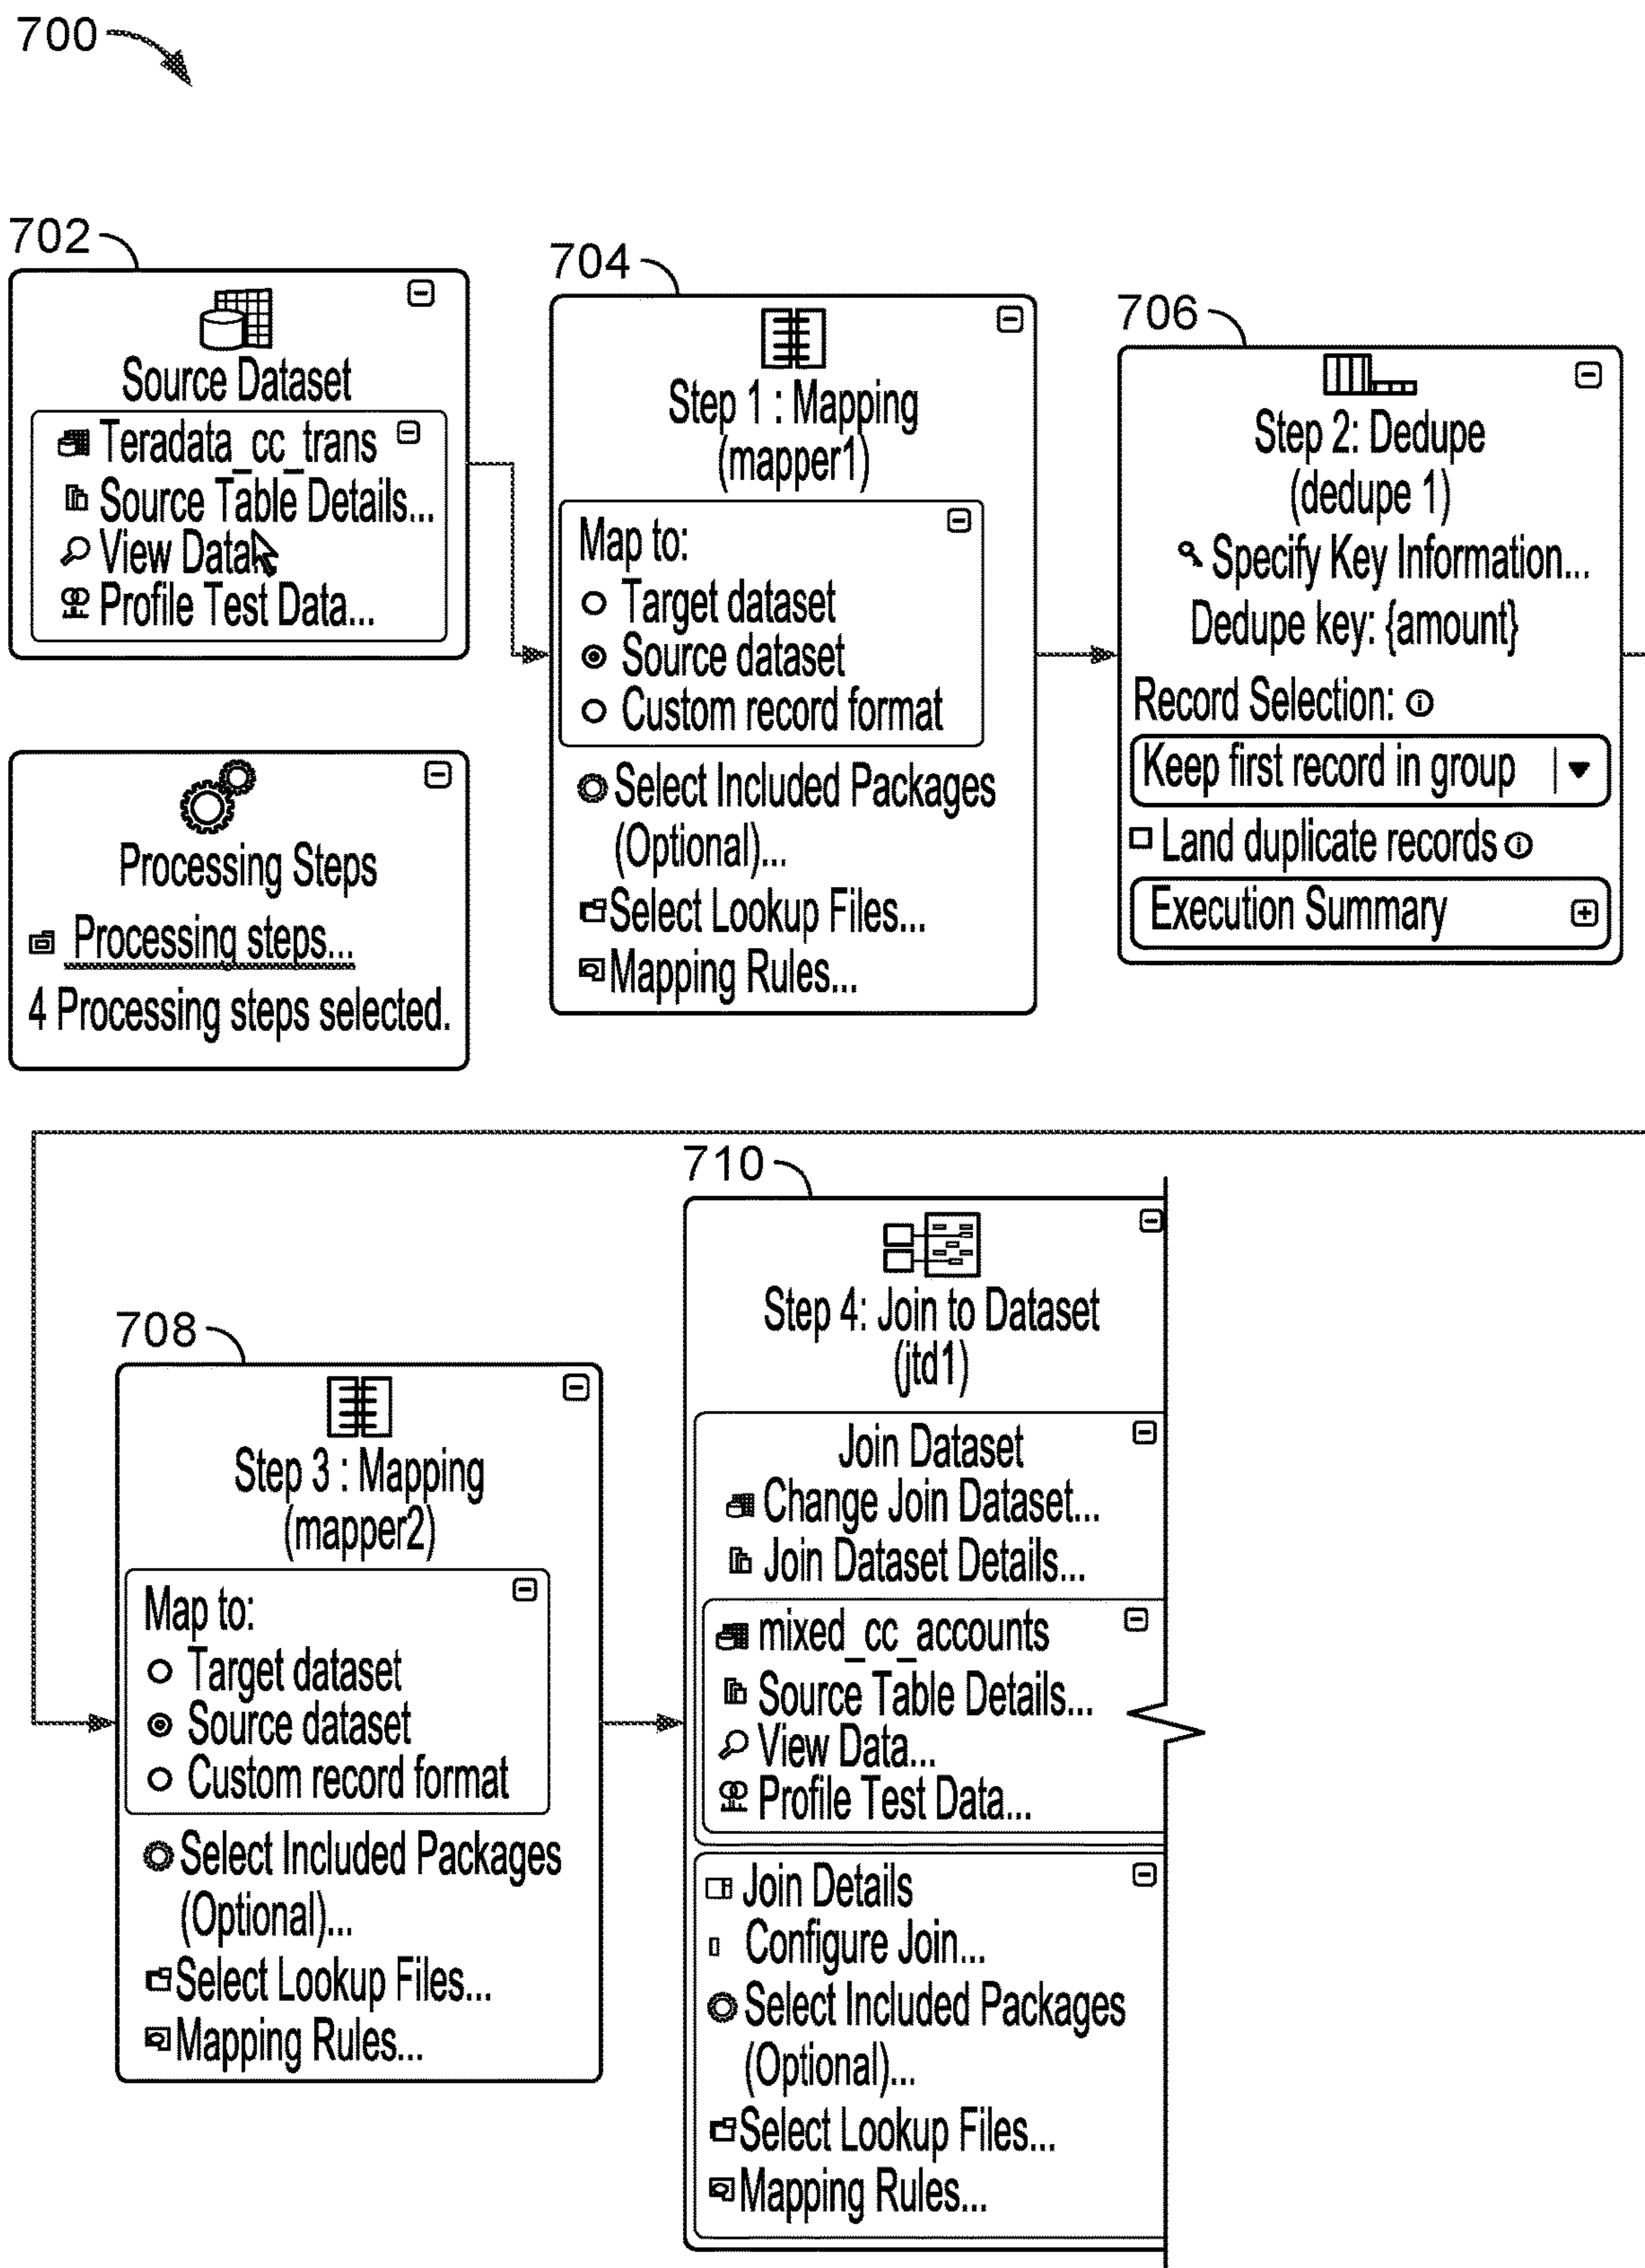 700
702
Source Dataset
Teradata_cc_trans
Source Table Details...
View Data
Profile Test Data...
Processing Steps
Processing steps...
4 Processing steps selected.
704
Step 1 : Mapping
(mapper1)
Map to:
Target dataset
Source dataset
Custom record format
Select Included Packages
(Optional)...
Select Lookup Files...
Mapping Rules...
706
Step 2: Dedupe
(dedupe 1)
Specify Key Information...
Dedupe key: {amount}
Record Selection:
Keep first record in group
Land duplicate records
Execution Summary
708
Step 3 : Mapping
(mapper2)
Map to:
Target dataset
Source dataset
Custom record format
Select Included Packages
(Optional)...
Select Lookup Files...
Mapping Rules...
710
Step 4: Join to Dataset
(jtd1)
Join Dataset
Change Join Dataset...
Join Dataset Details...
mixed_cc_accounts
Source Table Details...
View Data...
Profile Test Data...
Join Details
Configure Join...
Select Included Packages
(Optional)...
Select Lookup Files...
Mapping Rules...